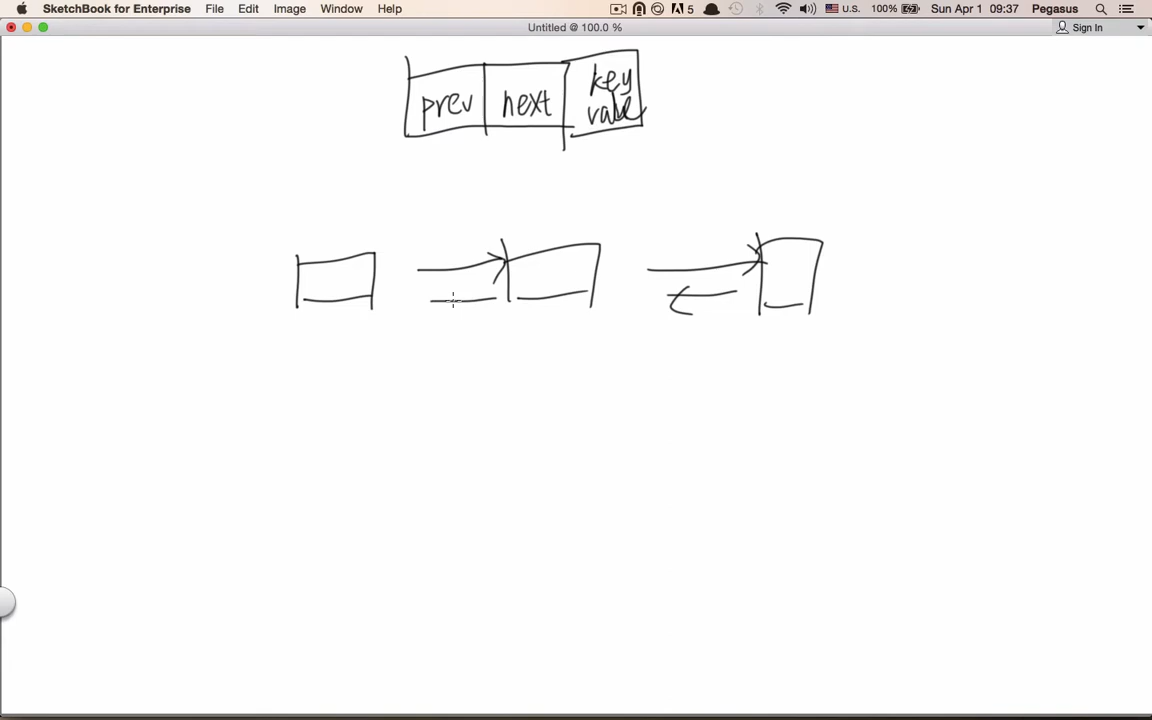 SketchBook for Enterprise File Edit Image Window Help 5 U.S. 100% Sun Apr 1 09:37 Pegasus
Untitled @ 100.0 %
Sign In
prev next key
value